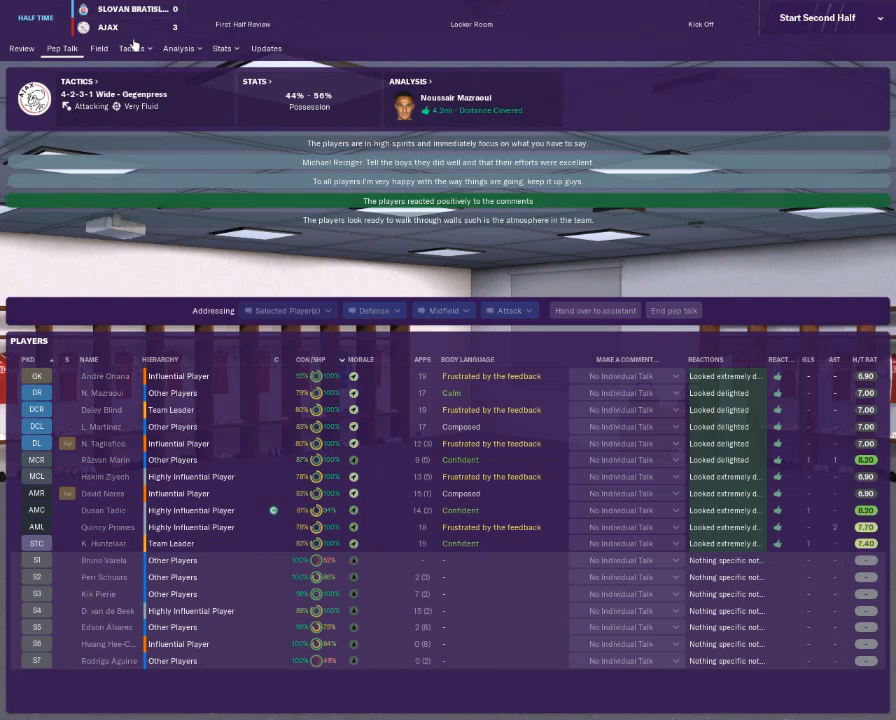 HALF TIME
SLOVAN BRATISL... 0
AJAX 3
First Half Review Locker Room Kick Off
Start Second Half
Review Pep Talk Field Tactics Analysis Stats Updates
TACTICS > STATS > ANALYSIS >
4-2-3-1 Wide - Gegenpress 44% - 56% Noussair Mazraoui
Attacking Very Fluid Possession 4.2mi - Distance Covered
The players are in high spirits and immediately focus on what you have to say.
Michael Reiziger: Tell the boys they did well and that their efforts were excellent
To all players:I'm very happy with the way things are going, keep it up guys.
The players reacted positively to the comments
The players look ready to walk through walls such is the atmosphere in the team.
Addressing Selected Player(s) Defense Midfield Attack Hand over to assistant End pep talk
PLAYERS
PKD S NAME HIERARCHY C CON/SHP MORALE APPS BODY LANGUAGE MAKE A COMMENT... REACTIONS REACT... GLS AST H/T RAT
GK André Onana Influential Player 93% 100% 19 Frustrated by the feedback No Individual Talk Looked extremely d... - - 6.90
DR N. Mazraoui Other Players 79% 100% 17 Calm No Individual Talk Looked delighted - - 7.00
DCR Daley Blind Team Leader 80% 100% 19 Frustrated by the feedback No Individual Talk Looked delighted - - 7.00
DCL L. Martínez Other Players 83% 100% 17 Composed No Individual Talk Looked delighted - - 7.00
DL Yel N. Tagliafico Influential Player 80% 100% 12 (3) Frustrated by the feedback No Individual Talk Looked delighted - - 7.00
MCR Răzvan Marin Other Players 87% 100% 9 (5) Confident No Individual Talk Looked delighted 1 1 8.20
MCL Hakim Ziyech Highly Influential Player 78% 100% 13 (5) Frustrated by the feedback No Individual Talk Looked extremely d... - - 6.90
AMR Yel David Neres Influential Player 83% 100% 15 (1) Composed No Individual Talk Looked extremely d... - - 6.90
AMC Dusan Tadic C Highly Influential Player 81% 94% 14 (2) Confident No Individual Talk Looked extremely d... 1 - 8.20
AML Quincy Promes Highly Influential Player 78% 100% 18 Frustrated by the feedback No Individual Talk Looked extremely d... - 2 7.70
STC K. Huntelaar Team Leader 83% 100% 19 Confident No Individual Talk Looked extremely d... 1 - 7.40
S1 Bruno Varela Other Players 100% 52% - - No Individual Talk Nothing specific not... - - -
S2 Perr Schuurs Other Players 100% 88% 2 (3) - No Individual Talk Nothing specific not... - - -
S3 Kik Pierie Other Players 98% 100% 7 (2) - No Individual Talk Nothing specific not... - - -
S4 D. van de Beek Highly Influential Player 88% 100% 15 (2) - No Individual Talk Nothing specific not... - - -
S5 Edson Álvarez Other Players 99% 79% 2 (8) - No Individual Talk Nothing specific not... - - -
S6 Hwang Hee-C... Influential Player 100% 84% 0 (8) - No Individual Talk Nothing specific not... - - -
S7 Rodrigo Aguirre Other Players 100% 49% 0 (2) - No Individual Talk Nothing specific not... - - -